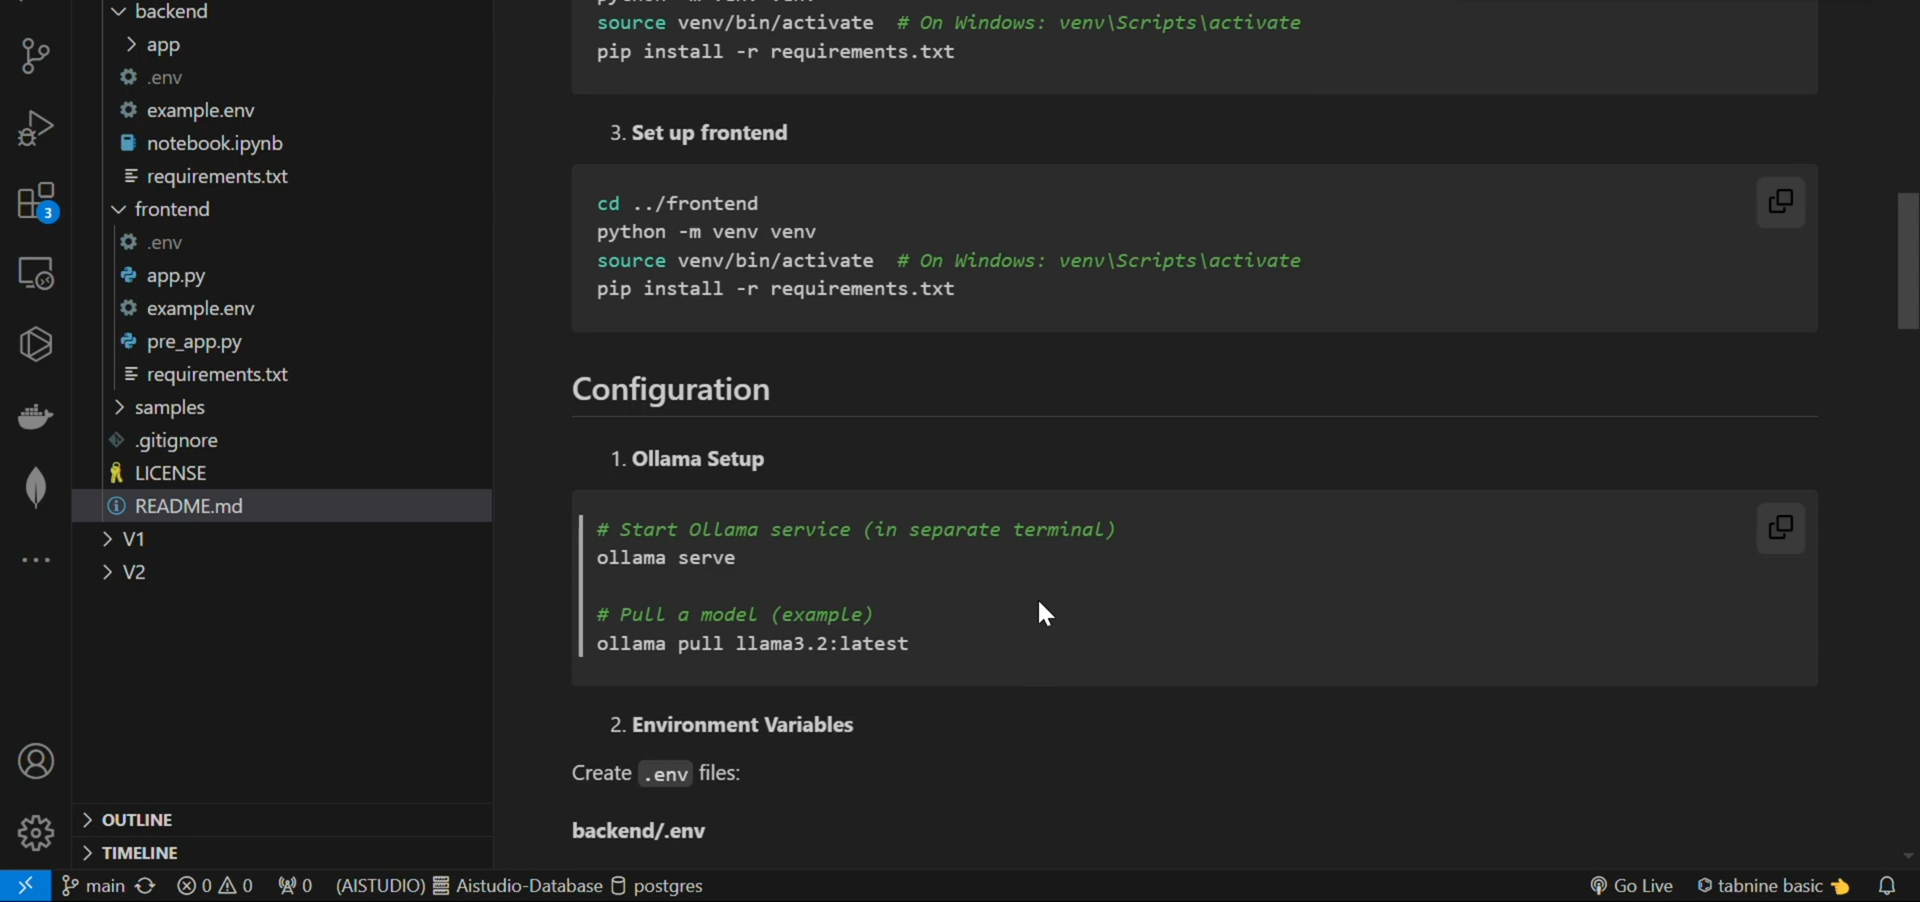 backend
app
.env
example.env
notebook.ipynb
requirements.txt
frontend
.env
app.py
example.env
pre_app.py
requirements.txt
samples
.gitignore
LICENSE
README.md
V1
V2
OUTLINE
TIMELINE
3
source venv/bin/activate # On Windows: venv\Scripts\activate
pip install -r requirements.txt
3. Set up frontend
cd ../frontend
python -m venv venv
source venv/bin/activate # On Windows: venv\Scripts\activate
pip install -r requirements.txt
Configuration
1. Ollama Setup
# Start Ollama service (in separate terminal)
ollama serve
# Pull a model (example)
ollama pull llama3.2:latest
2. Environment Variables
Create .env files:
backend/.env
main 0 0 0 (AISTUDIO) Aistudio-Database postgres Go Live tabnine basic